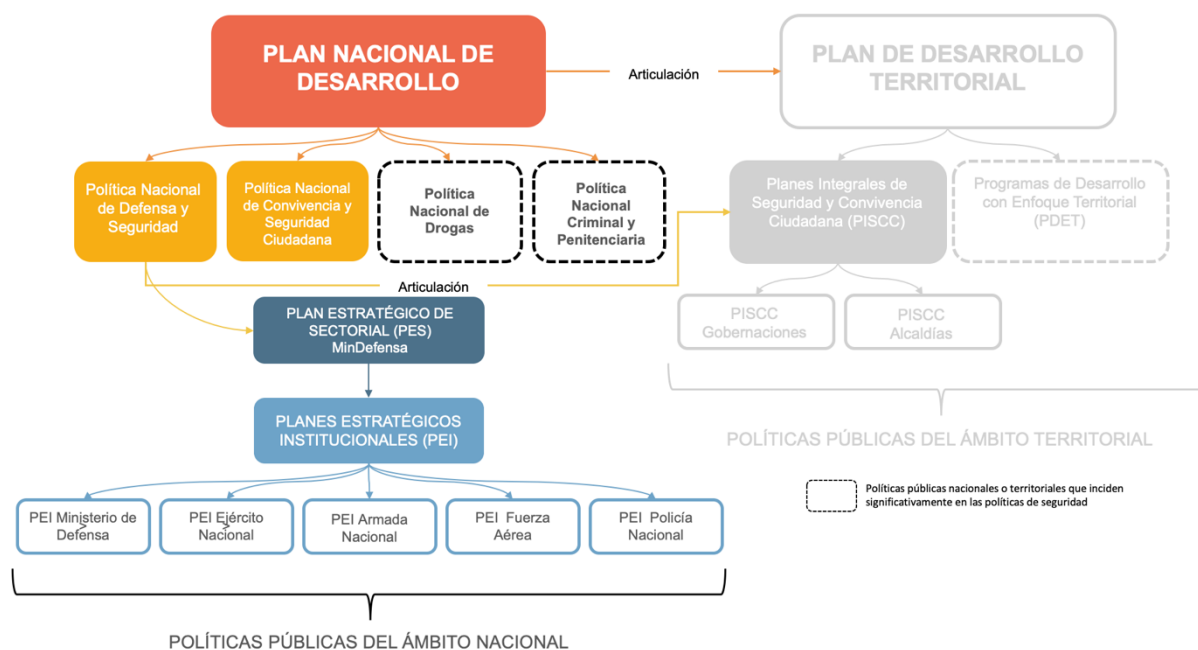 PLAN NACIONAL DE
DESARROLLO
Articulación
PLAN DE DESARROLLO
TERRITORIAL
Política Nacional
de Defensa y
Seguridad
Política Nacional
de Convivencia y
Seguridad
Ciudadana
Política
Nacional de
Drogas
Política
Nacional
Criminal y
Penitenciaria
Planes Integrales de
Seguridad y Convivencia
Ciudadana (PISCC)
Programas de Desarrollo
con Enfoque Territorial
(PDET)
Articulación
PLAN ESTRATÉGICO DE
SECTORIAL (PES)
MinDefensa
PISCC
Gobernaciones
PISCC
Alcaldías
PLANES ESTRATÉGICOS
INSTITUCIONALES (PEI)
POLÍTICAS PÚBLICAS DEL ÁMBITO TERRITORIAL
Políticas públicas nacionales o territoriales que inciden
significativamente en las políticas de seguridad
PEI Ministerio de
Defensa
PEI Ejército
Nacional
PEI Armada
Nacional
PEI Fuerza
Aérea
PEI Policía
Nacional
POLÍTICAS PÚBLICAS DEL ÁMBITO NACIONAL